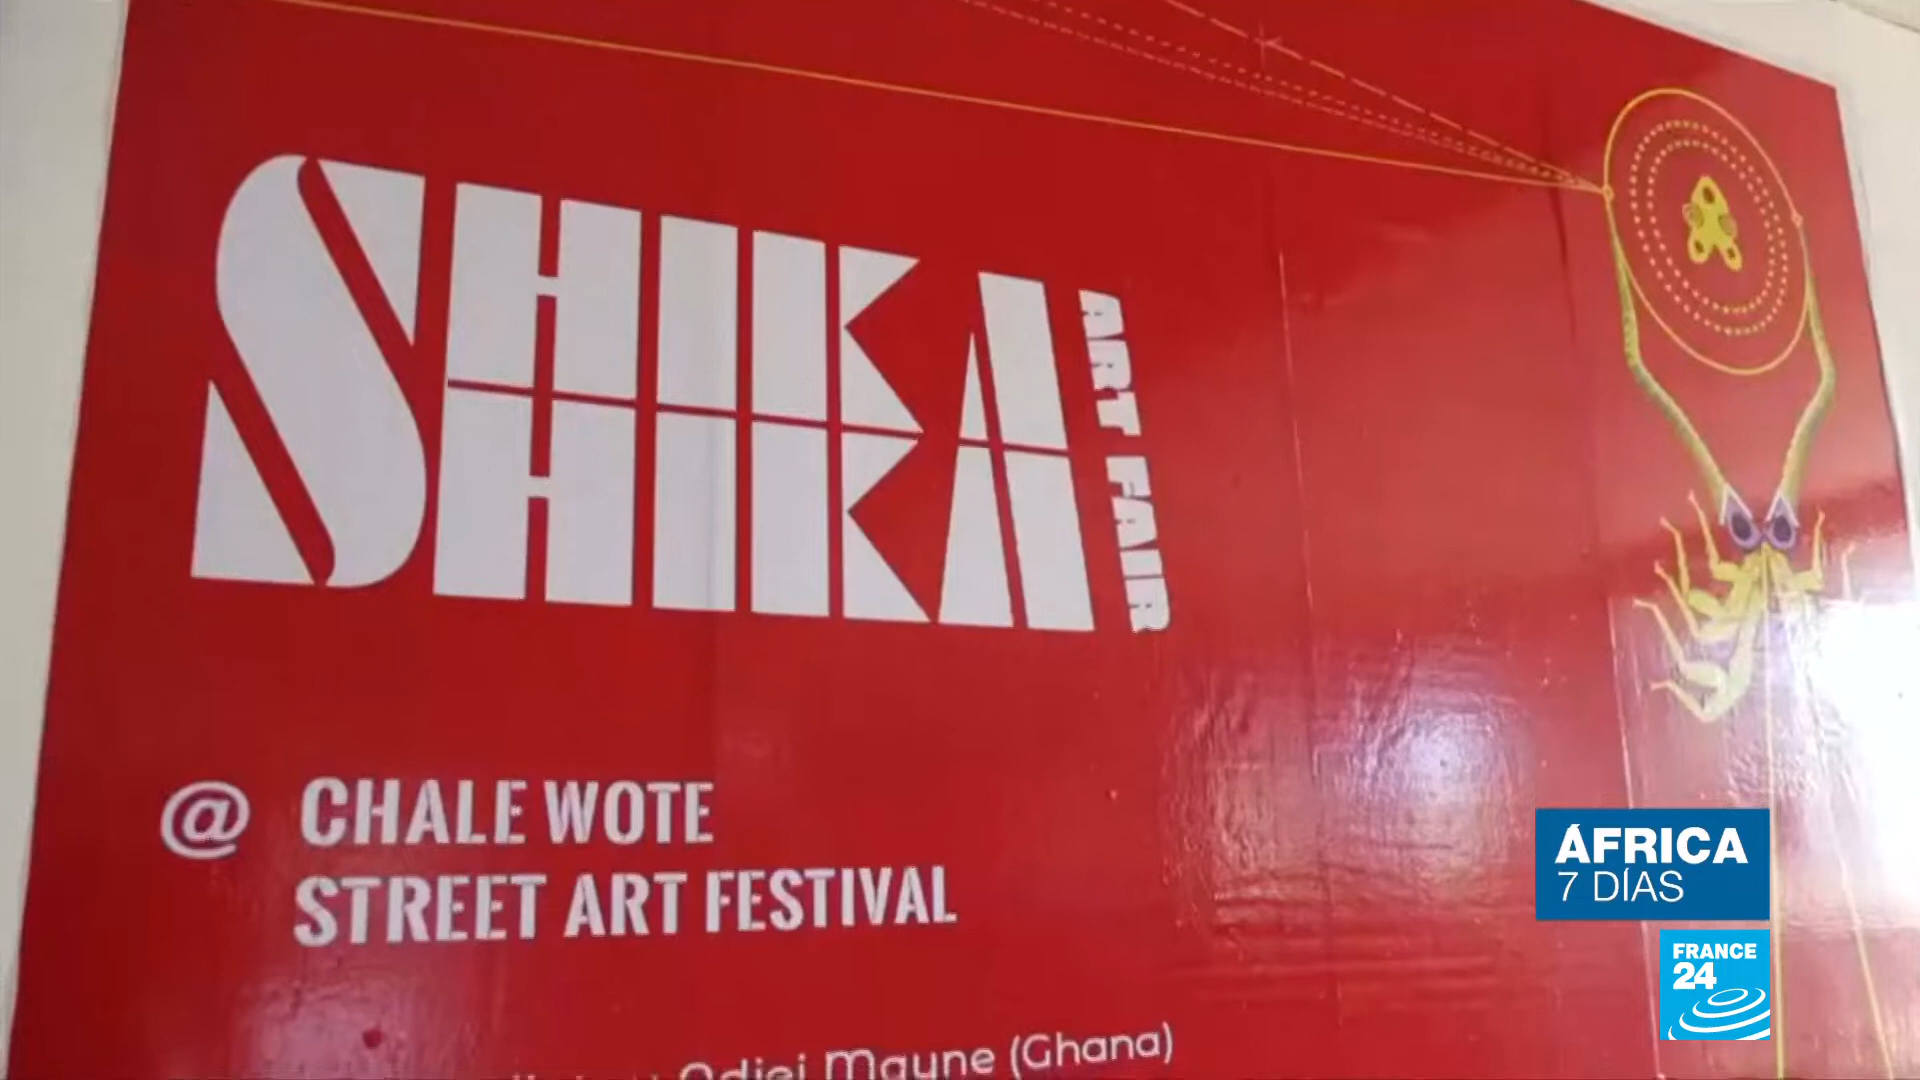 SHIKA
ART FAIR
@ CHALE WOTE
STREET ART FESTIVAL
Mayne (Ghana)
ÁFRICA
7 DÍAS
FRANCE
24